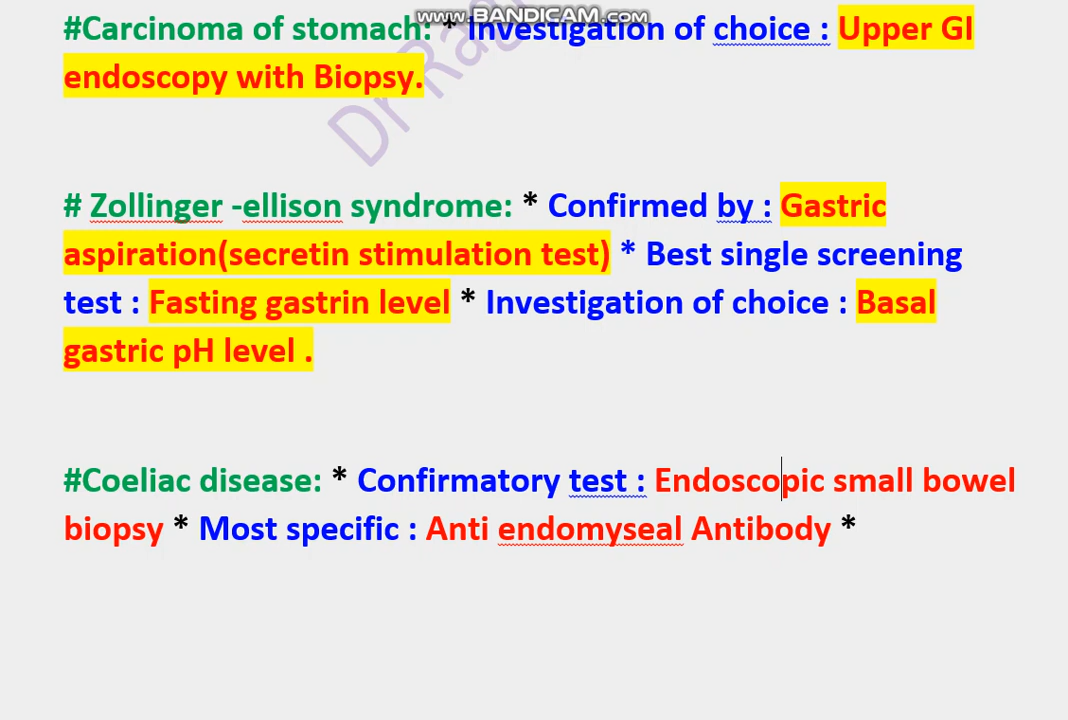 www.BANDICAM.com
#Carcinoma of stomach: * Investigation of choice : Upper GI
endoscopy with Biopsy.
Dr Rag
# Zollinger -ellison syndrome: * Confirmed by : Gastric
aspiration(secretin stimulation test) * Best single screening
test : Fasting gastrin level * Investigation of choice : Basal
gastric pH level .
#Coeliac disease: * Confirmatory test : Endoscopic small bowel
biopsy * Most specific : Anti endomyseal Antibody *